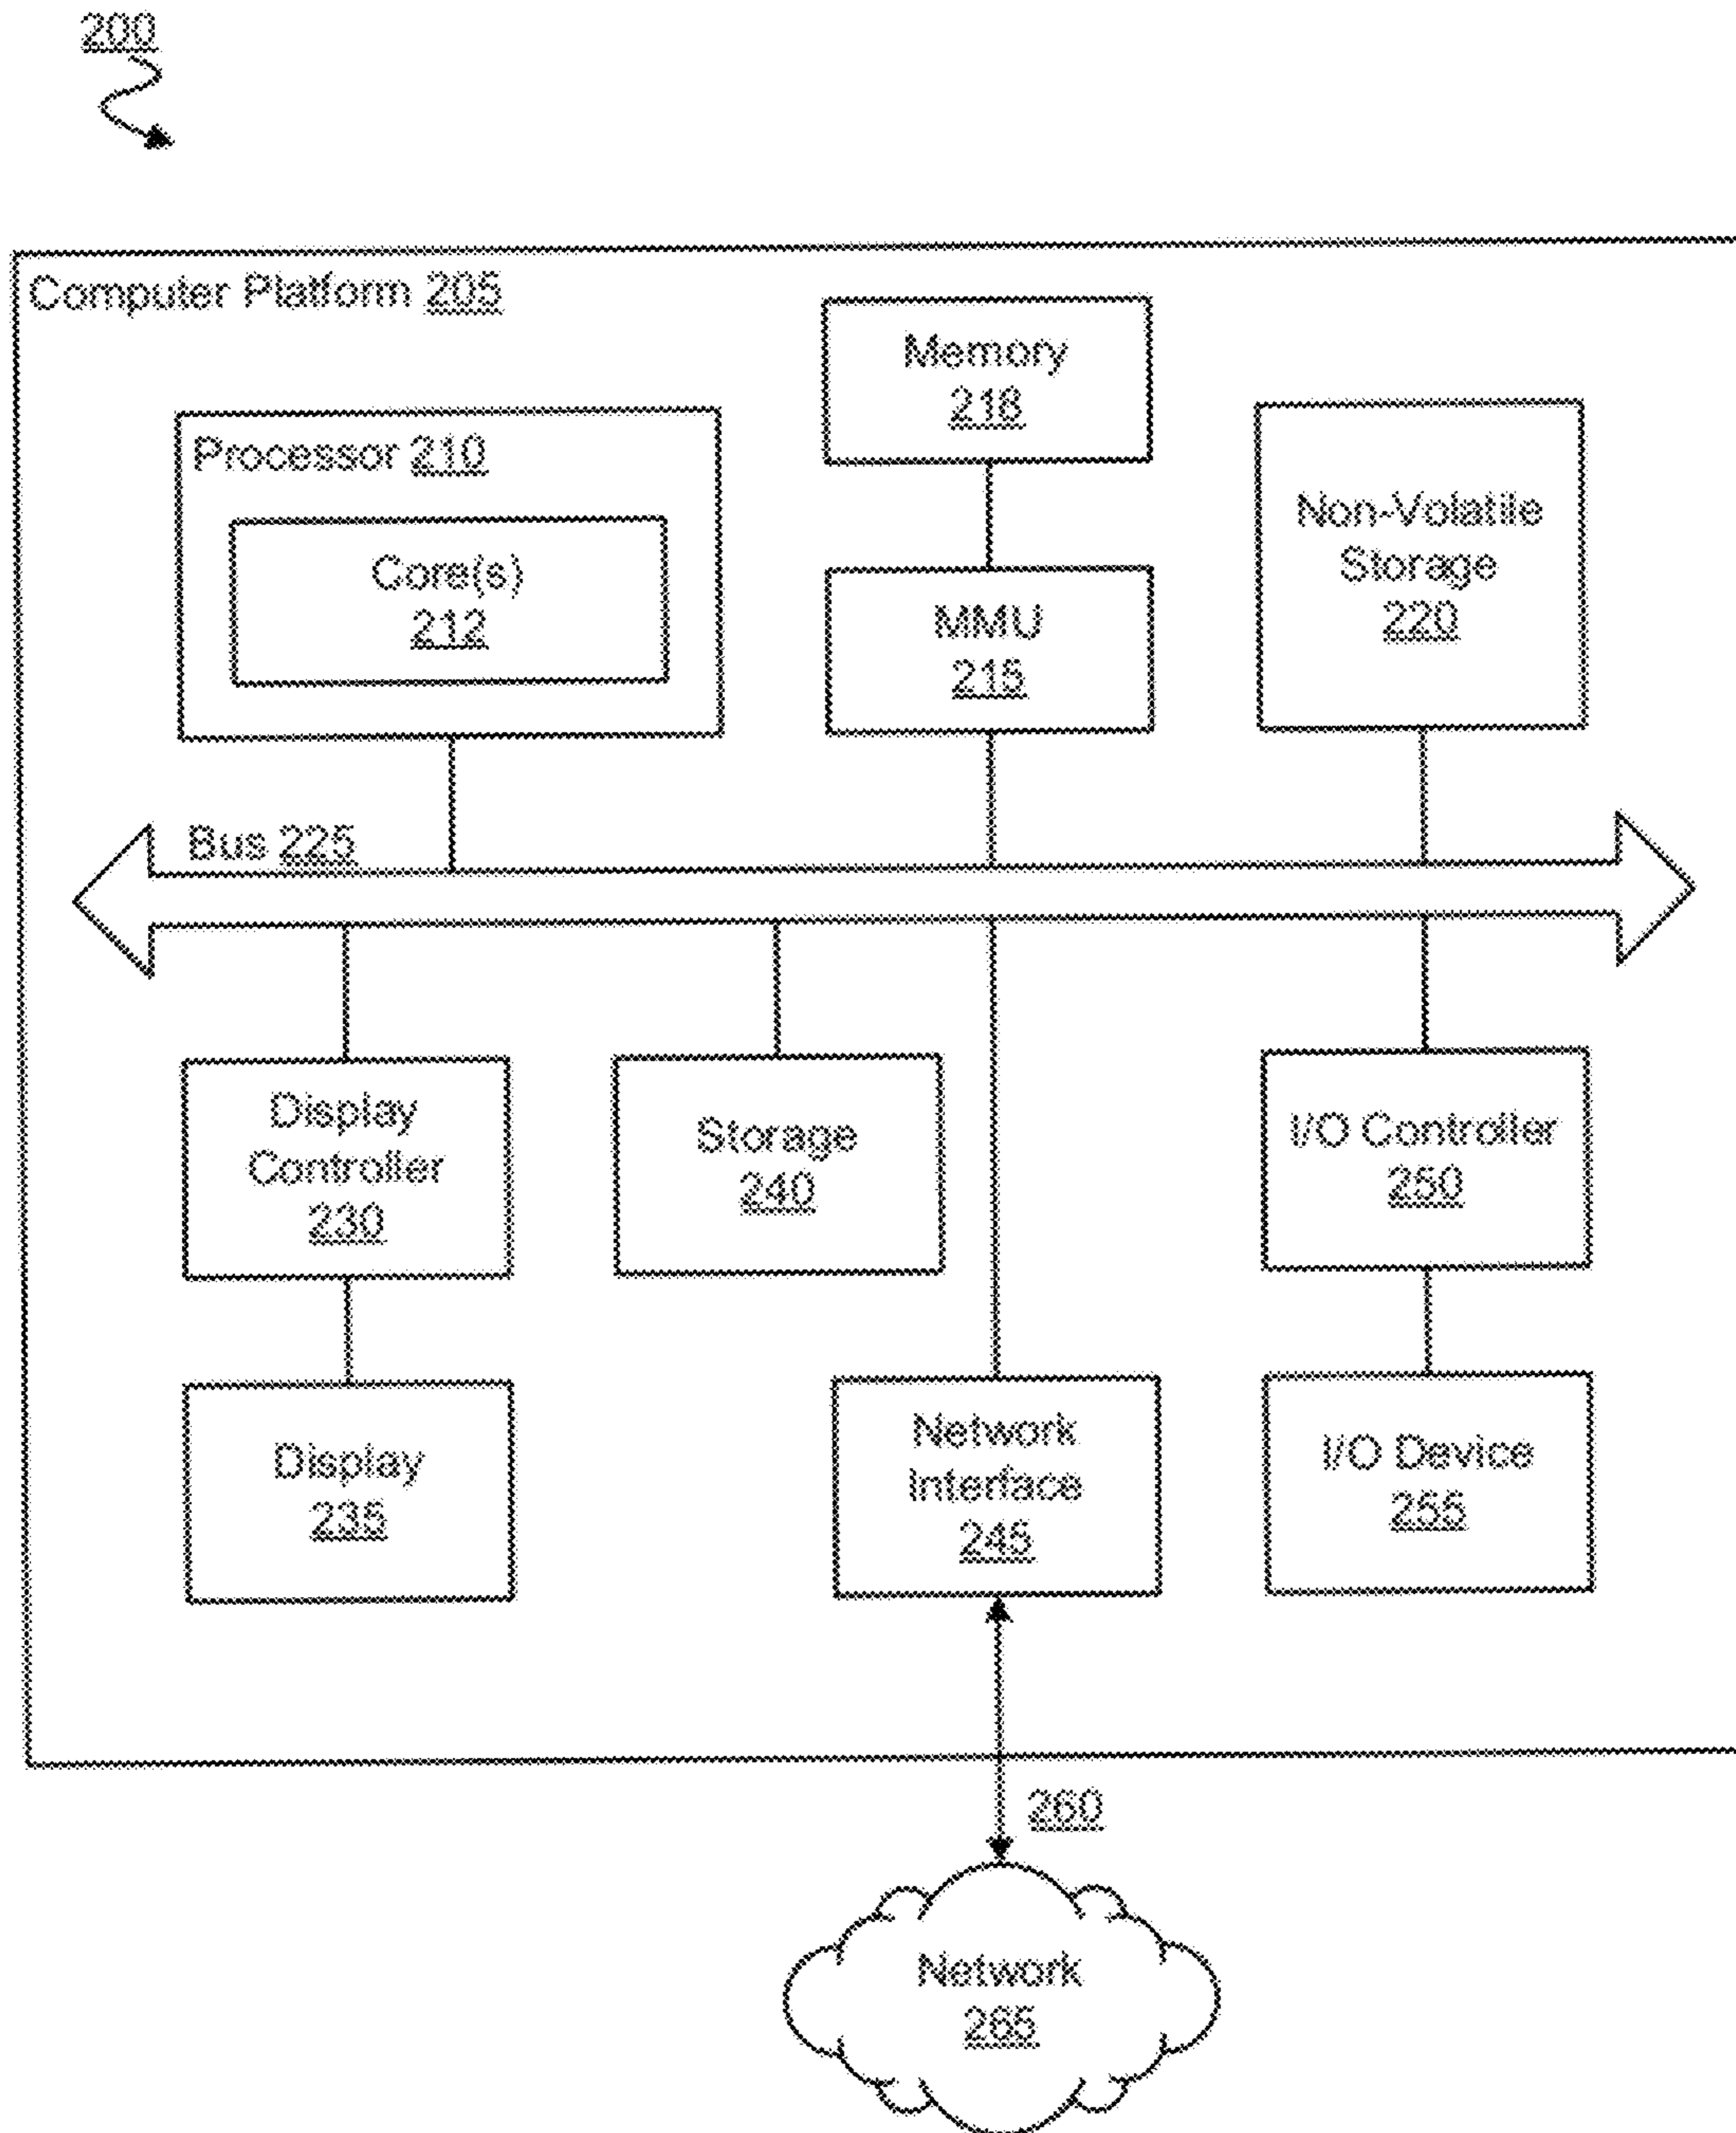 200
Computer Platform 205
Memory
218
Processor 210
Core(s)
212
MMU
215
Non-Volatile
Storage
220
Bus 225
Display
Controller
230
Storage
240
I/O Controller
250
Display
235
Network
Interface
245
I/O Device
255
260
Network
265